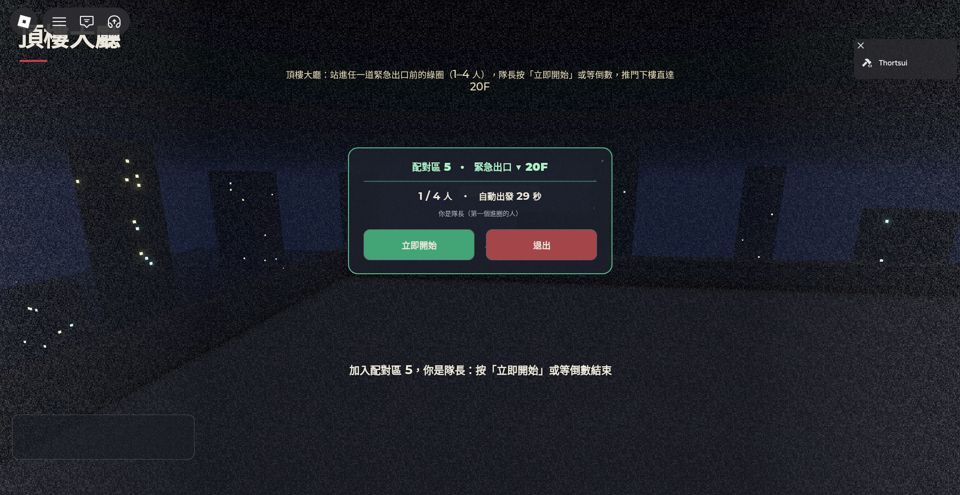 頂樓大廳
Thortsui
頂樓大廳：站進任一道緊急出口前的綠圈（1–4 人），隊長按「立即開始」或等倒數，推門下樓直達
20F
配對區 5 • 緊急出口 ▼ 20F
1 / 4 人 • 自動出發 29 秒
你是隊長（第一個進圈的人）
立即開始
退出
加入配對區 5，你是隊長：按「立即開始」或等倒數結束